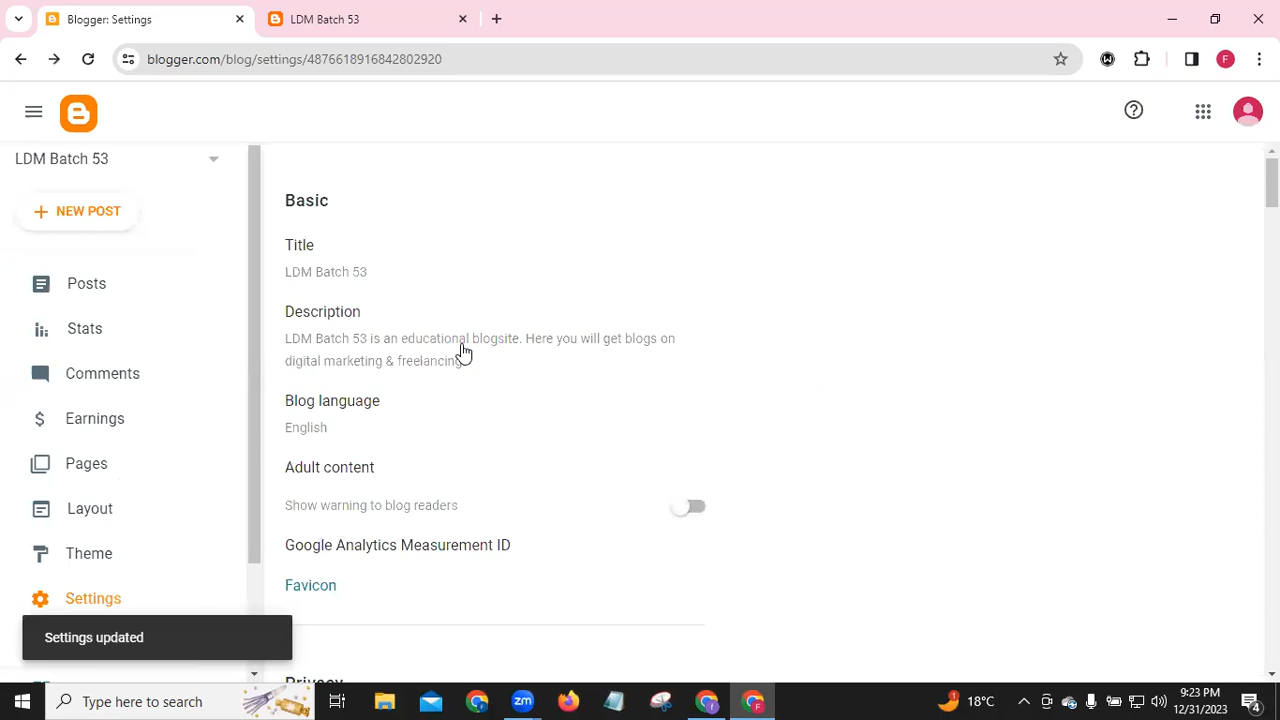 Blogger: Settings
LDM Batch 53
blogger.com/blog/settings/4876618916842802920
F
LDM Batch 53
NEW POST
Posts
Stats
Comments
Earnings
Pages
Layout
Theme
Settings
Settings updated
Basic
Title
LDM Batch 53
Description
LDM Batch 53 is an educational blogsite. Here you will get blogs on
digital marketing & freelancing
Blog language
English
Adult content
Show warning to blog readers
Google Analytics Measurement ID
Favicon
Privacy
Type here to search
zm
18°C
9:23 PM
12/31/2023
4